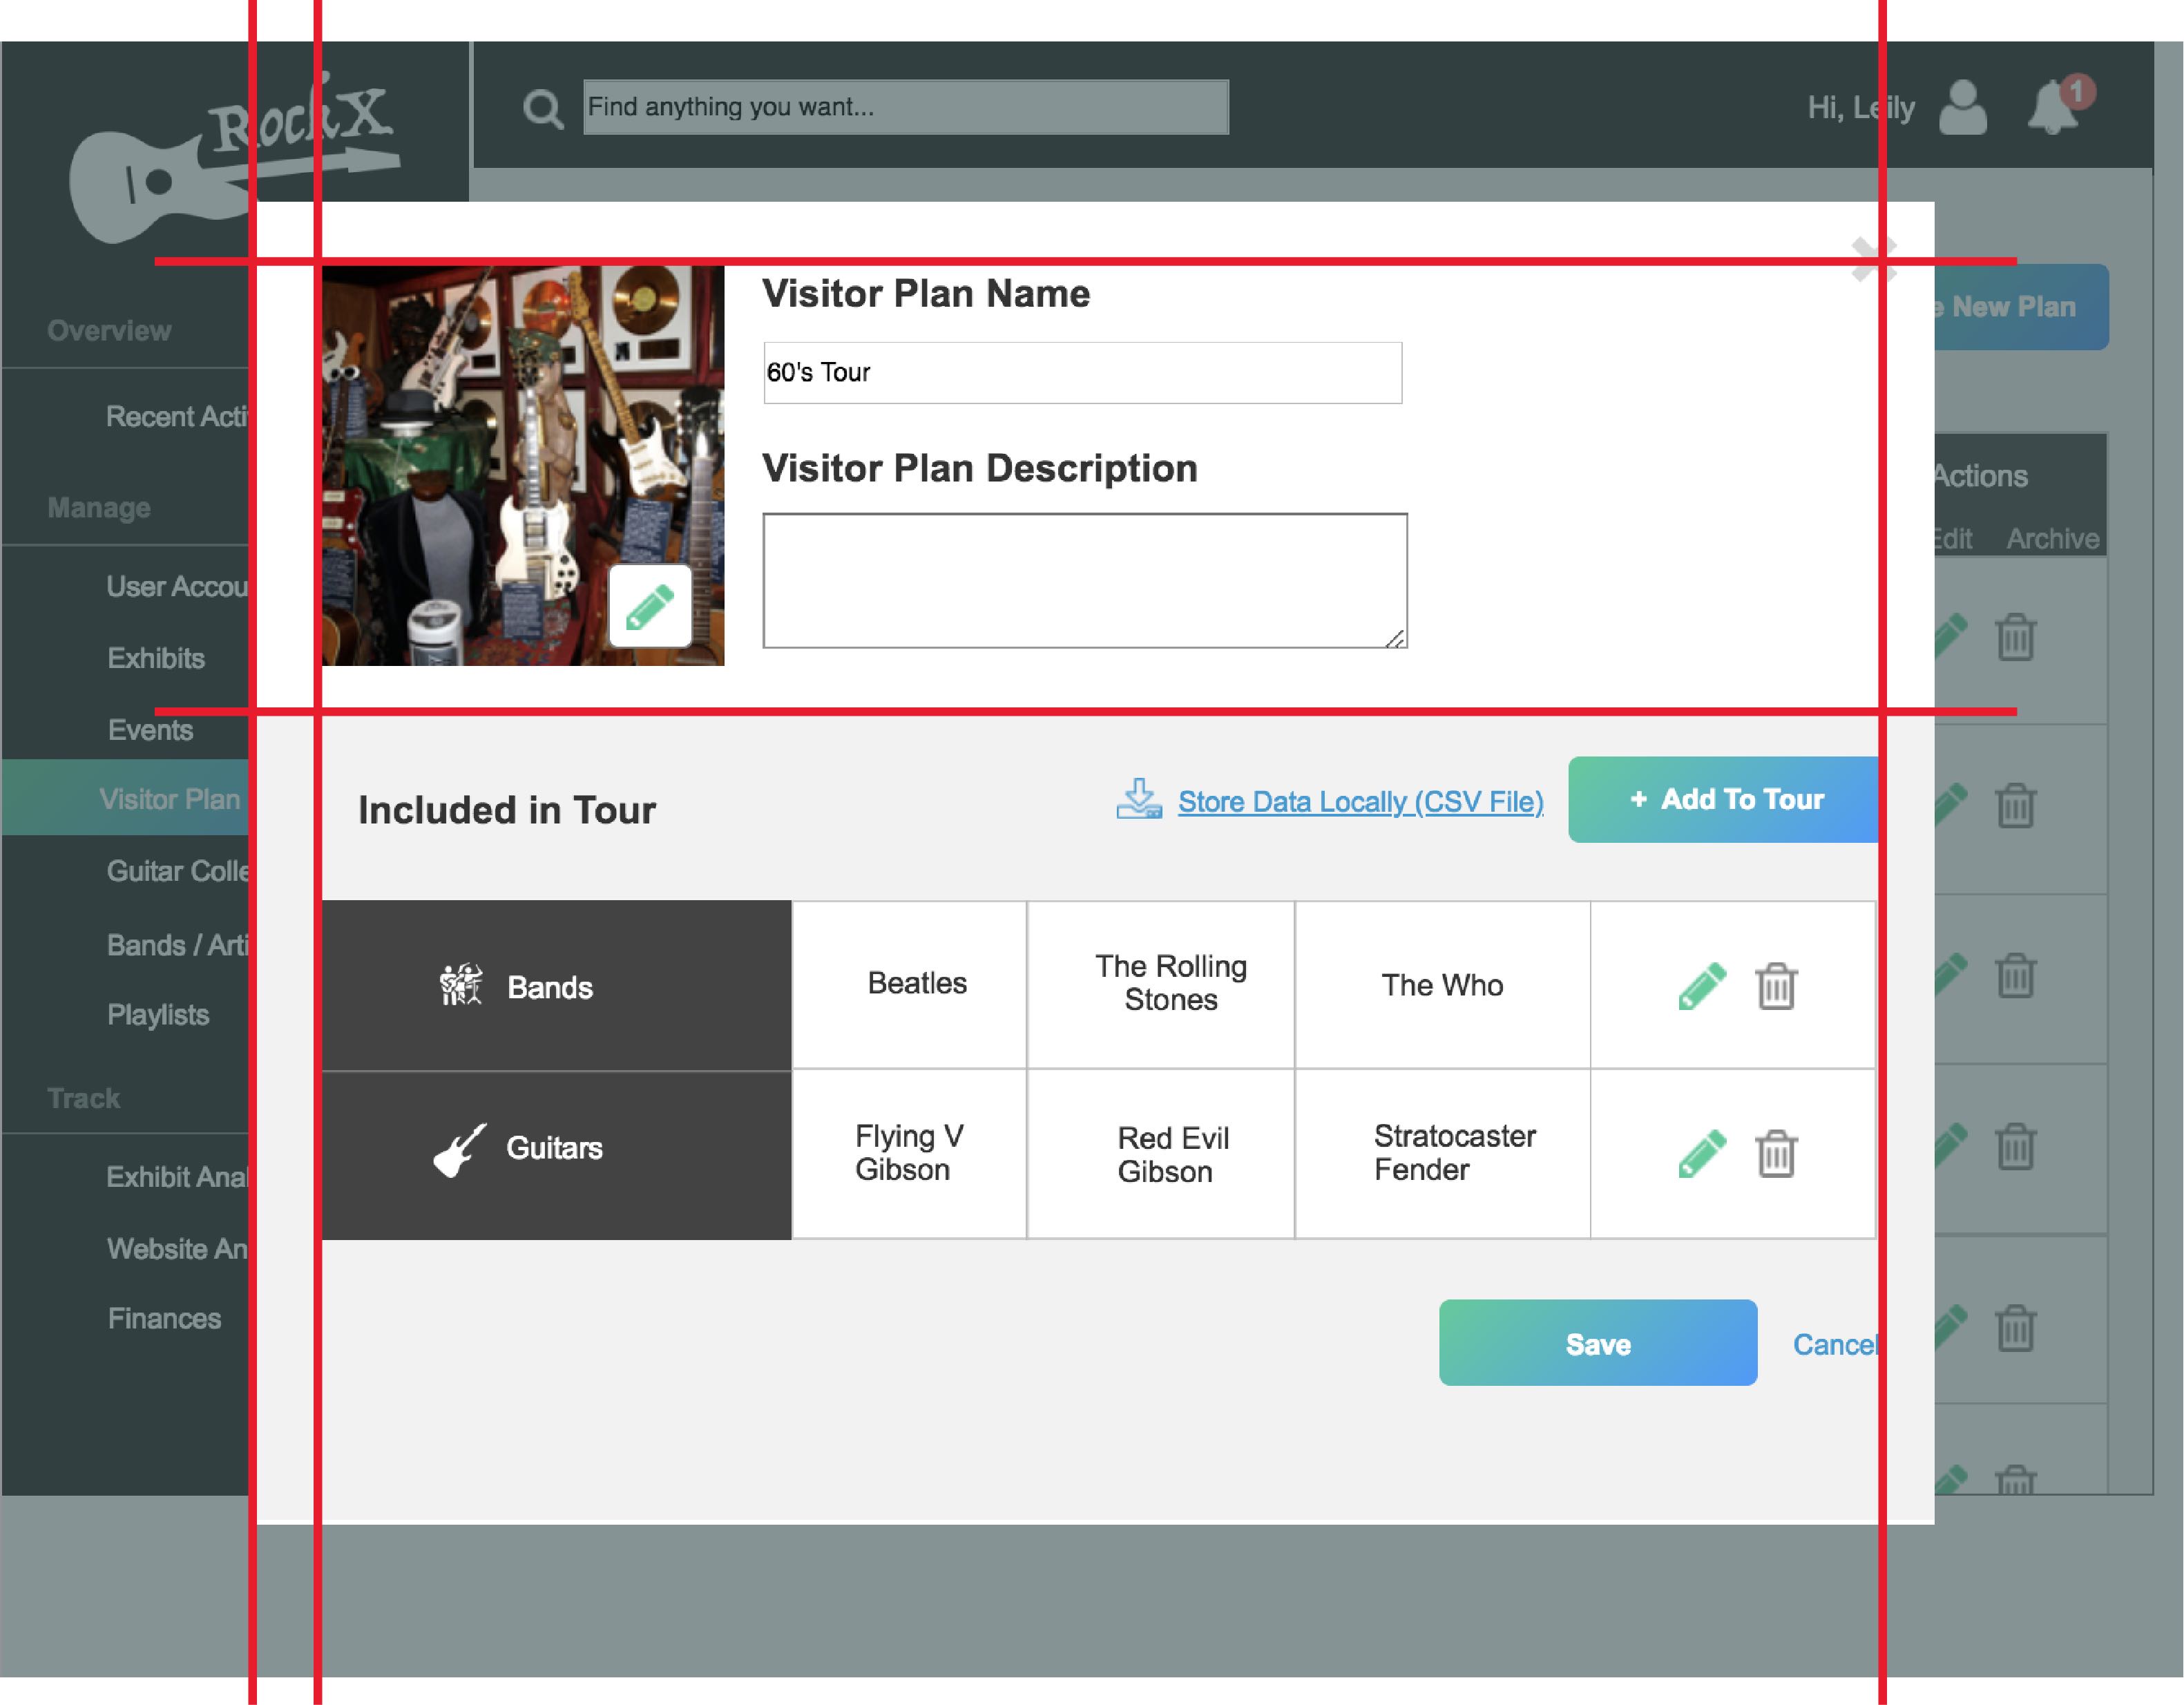 RockX
Find anything you want...
Hi, Leily
1
Overview
Recent Acti
Manage
User Accou
Exhibits
Events
Visitor Plan
Guitar Colle
Bands / Arti
Playlists
Track
Exhibit Anal
Website An
Finances
e New Plan
Actions
Edit Archive
Visitor Plan Name
60's Tour
Visitor Plan Description
Included in Tour
Store Data Locally (CSV File)
+ Add To Tour
Bands
Beatles
The Rolling
Stones
The Who
Guitars
Flying V
Gibson
Red Evil
Gibson
Stratocaster
Fender
Save
Cancel